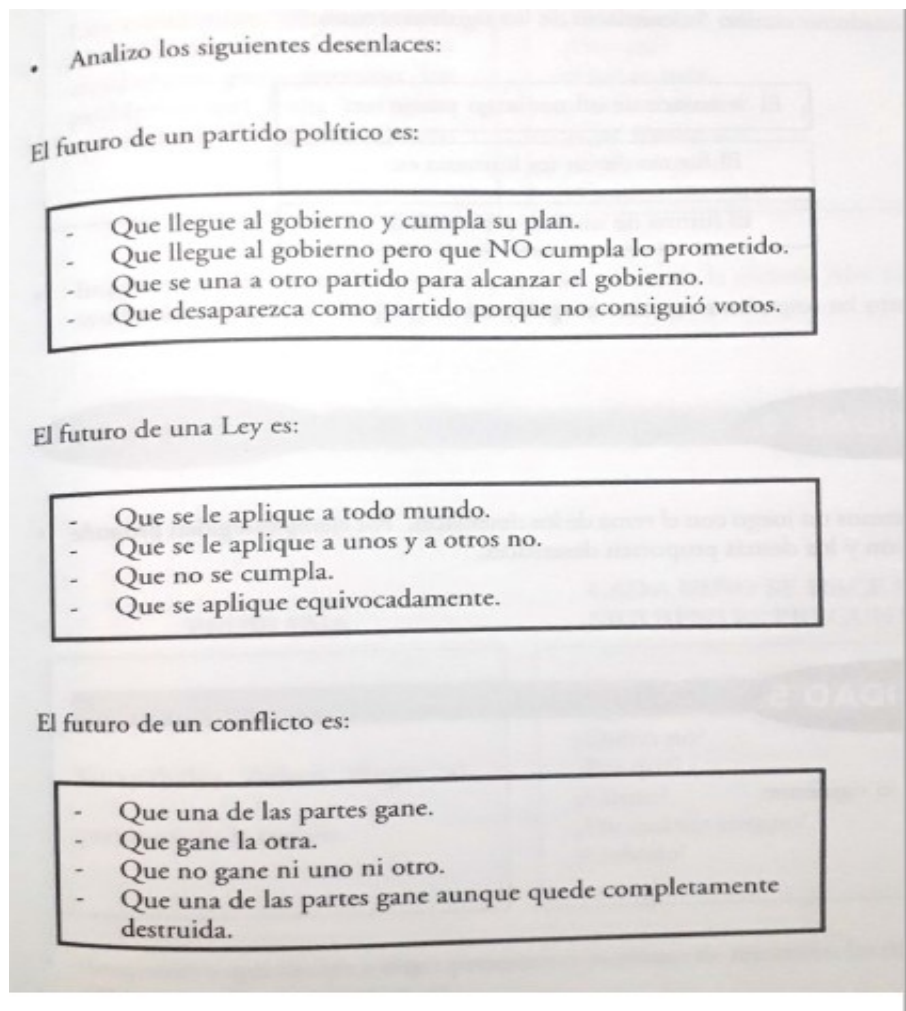 • Analizo los siguientes desenlaces:
El futuro de un partido político es:
- Que llegue al gobierno y cumpla su plan.
- Que llegue al gobierno pero que NO cumpla lo prometido.
- Que se una a otro partido para alcanzar el gobierno.
- Que desaparezca como partido porque no consiguió votos.
El futuro de una Ley es:
- Que se le aplique a todo mundo.
- Que se le aplique a unos y a otros no.
- Que no se cumpla.
- Que se aplique equivocadamente.
El futuro de un conflicto es:
- Que una de las partes gane.
- Que gane la otra.
- Que no gane ni uno ni otro.
- Que una de las partes gane aunque quede completamente
destruida.